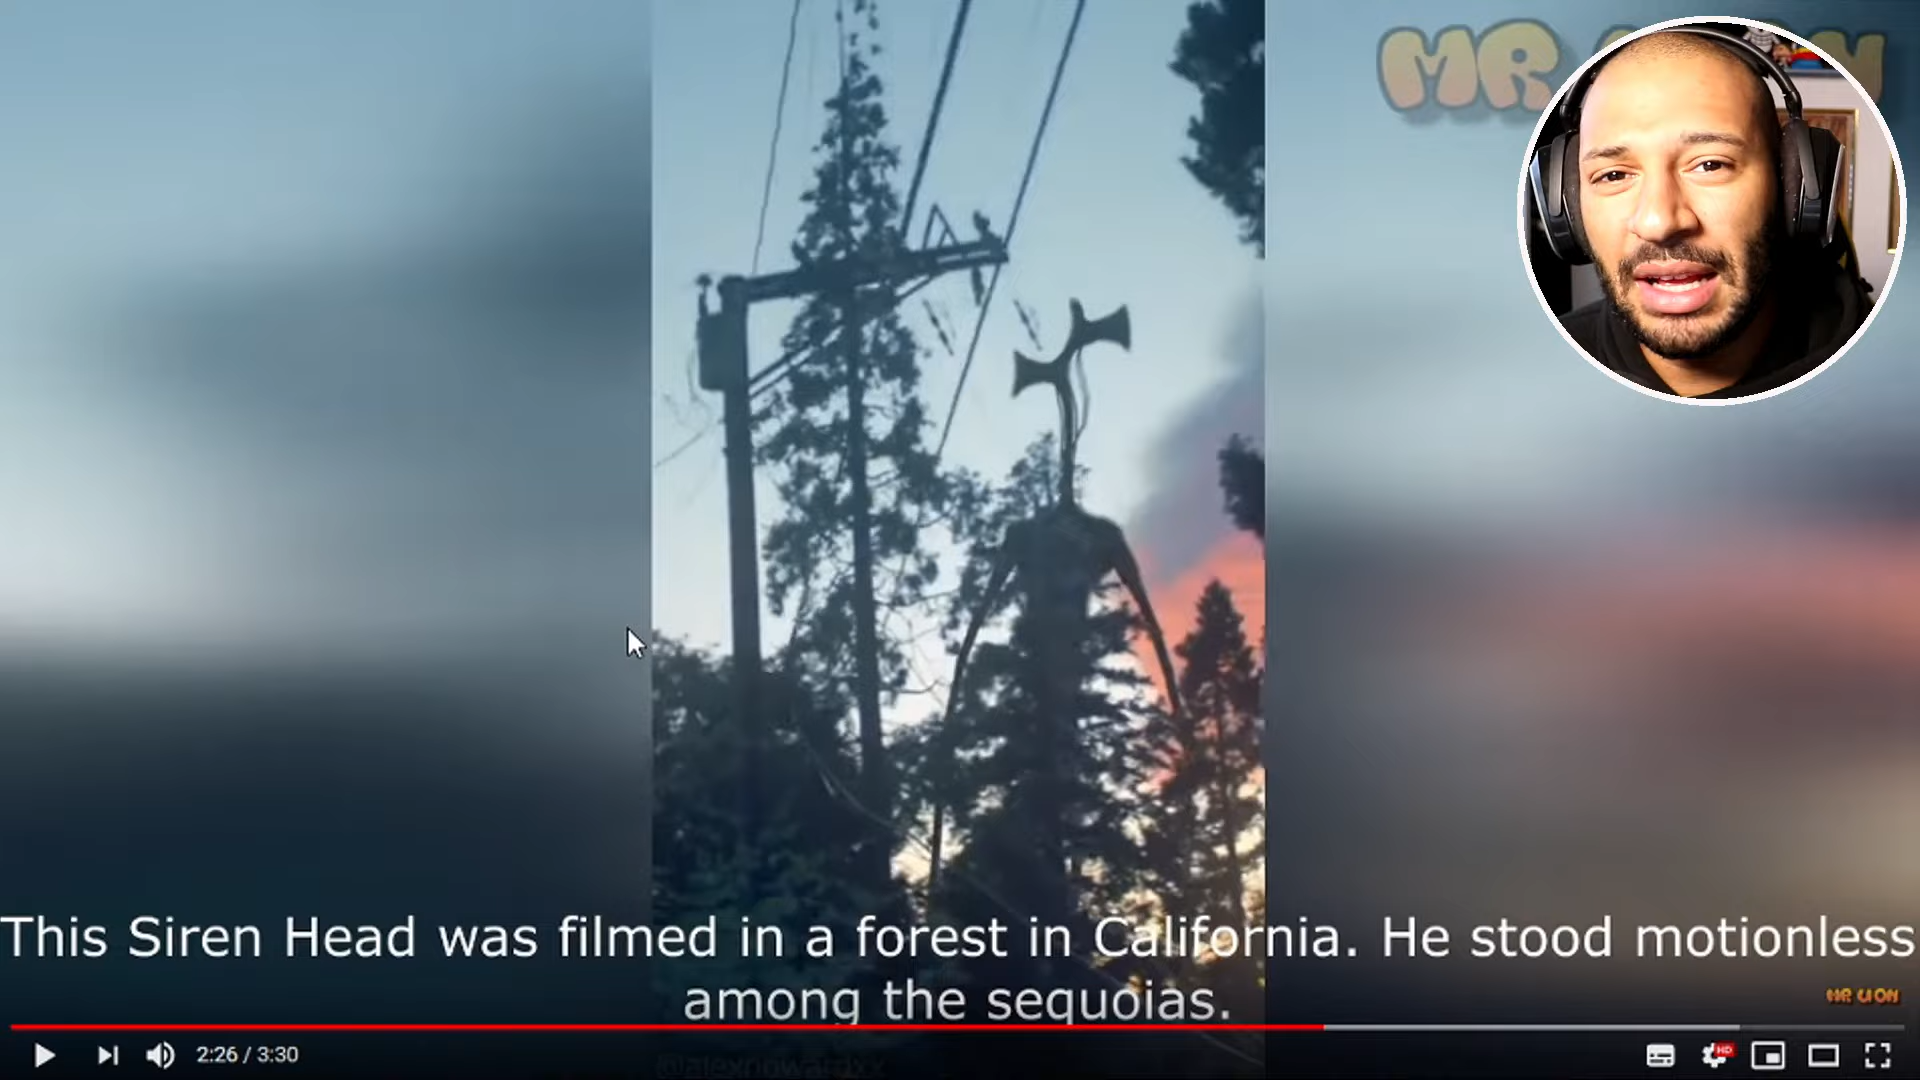 This Siren Head was filmed in a forest in California. He stood motionless
among the sequoias.
MR LION
2:26 / 3:30
HD